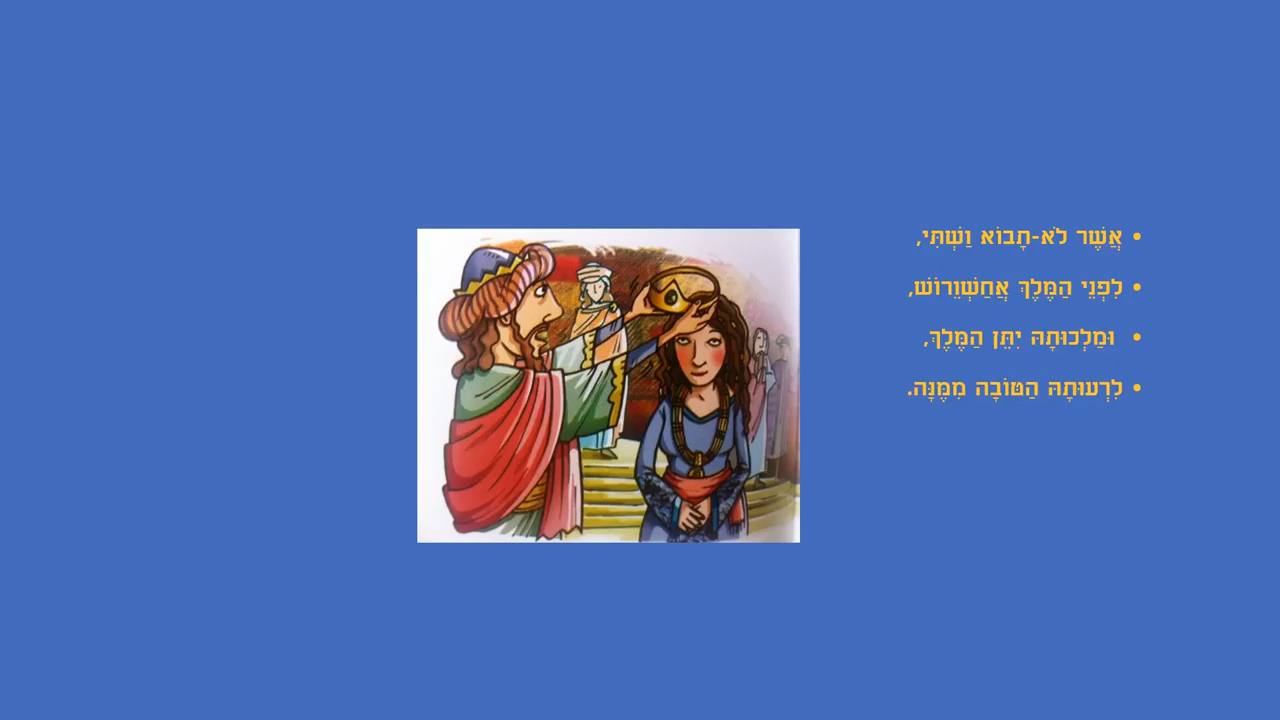 • אֲשֶׁר לֹא-תָבוֹא וַשְׁתִּי,
• לִפְנֵי הַמֶּלֶךְ אֲחַשְׁוֵרוֹשׁ,
• וּמַלְכוּתָהּ יִתֵּן הַמֶּלֶךְ,
• לִרְעוּתָהּ הַטּוֹבָה מִמֶּנָּה.